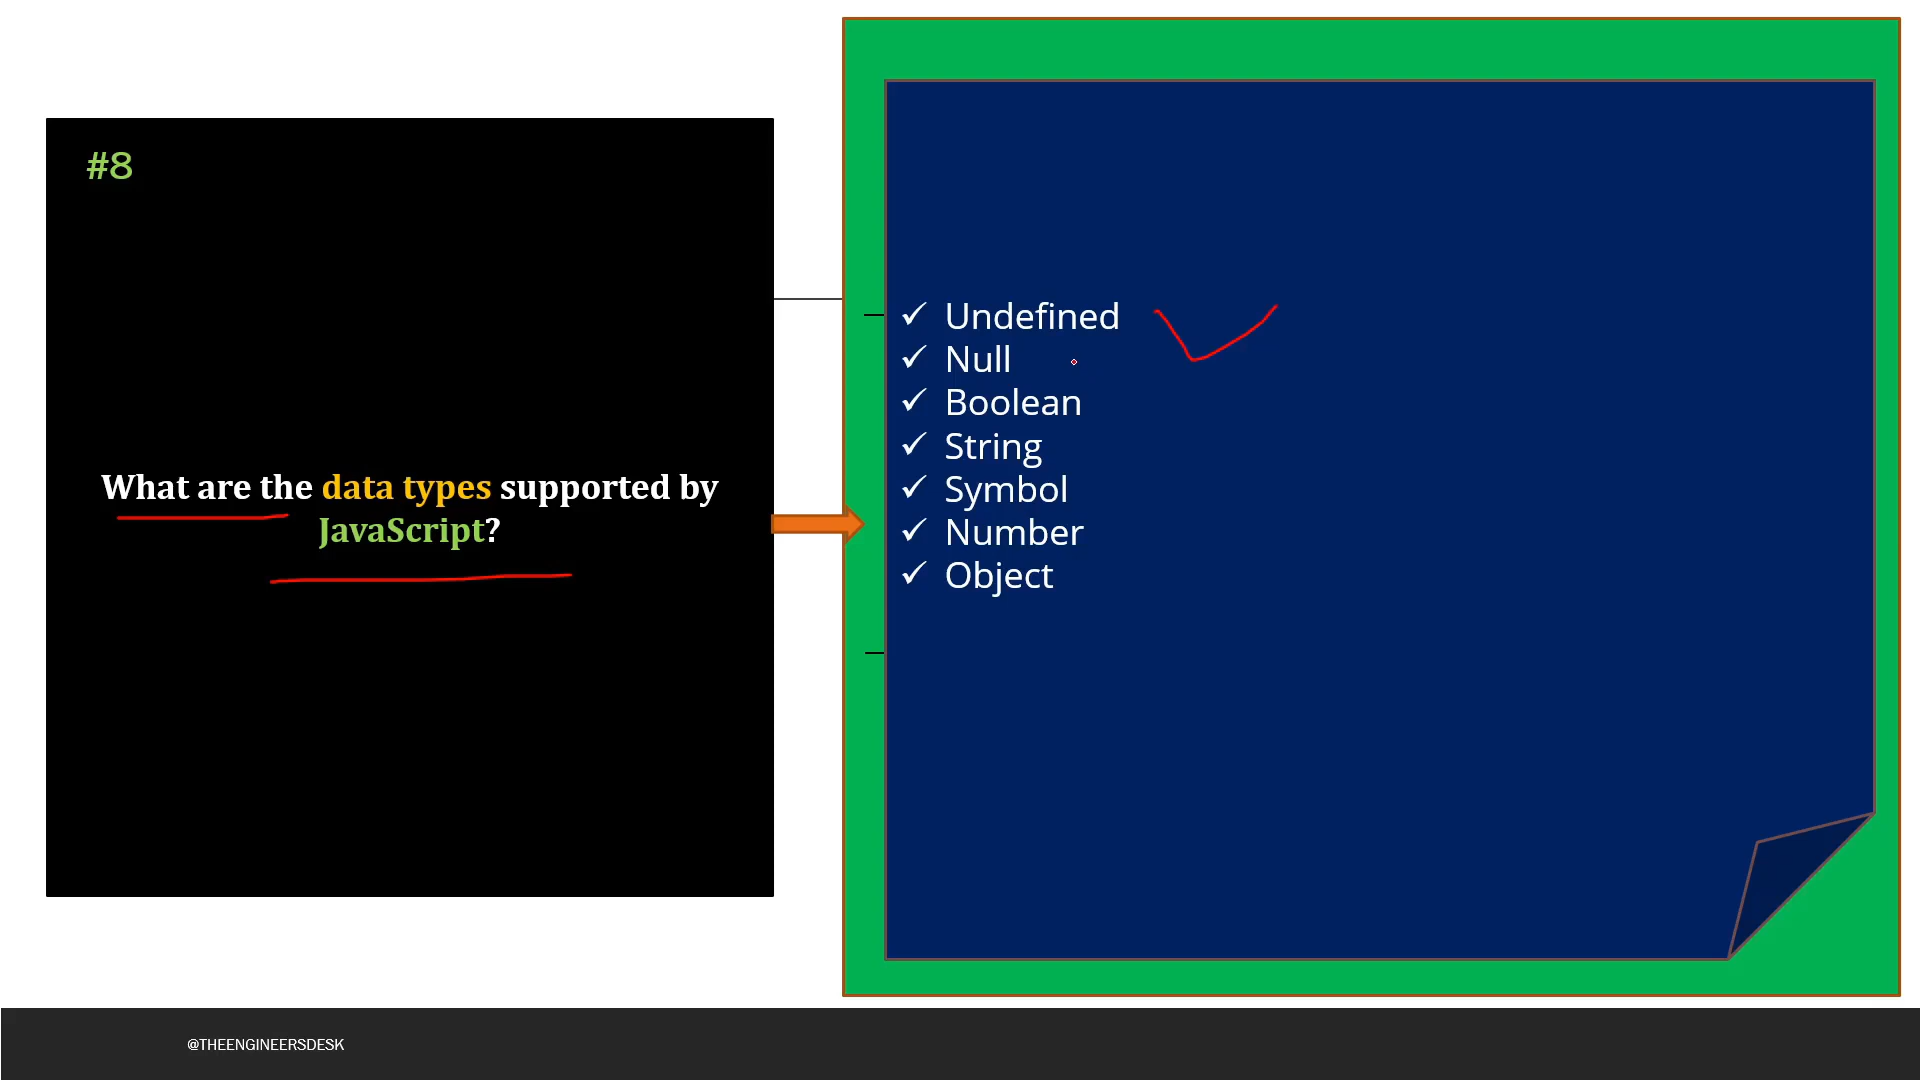 #8
What are the data types supported by
JavaScript?
Undefined
Null
Boolean
String
Symbol
Number
Object
@THEENGINEERSDESK